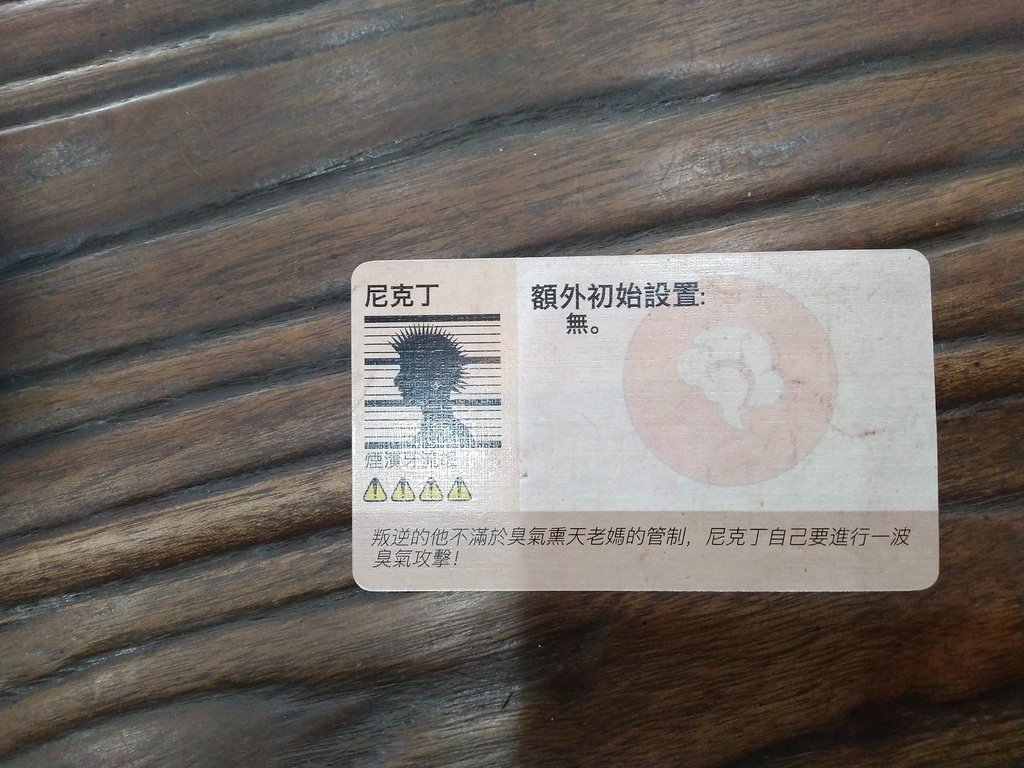 尼克丁
額外初始設置:
無。
叛逆的他不滿於臭氣熏天老媽的管制, 尼克丁自己要進行一波
臭氣攻擊!